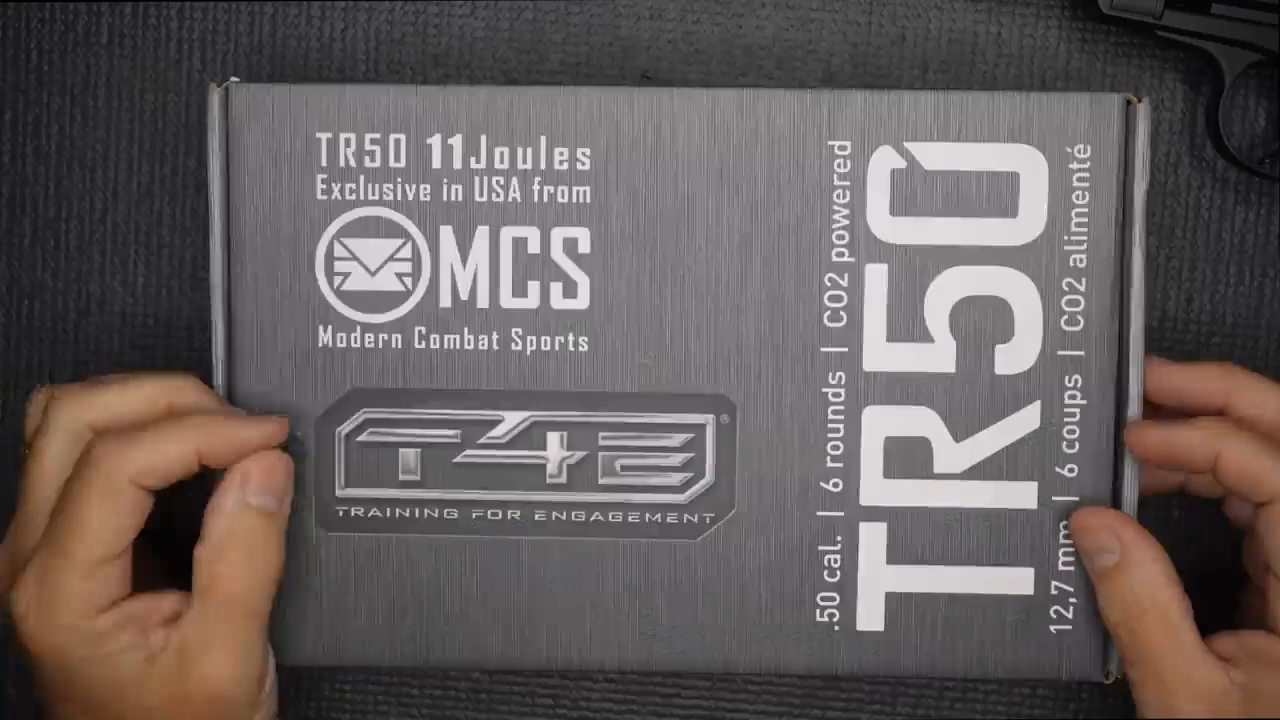 TR50 11Joules
Exclusive in USA from
MCS
Modern Combat Sports
T4E®
TRAINING FOR ENGAGEMENT
.50 cal. | 6 rounds | CO2 powered
TR50
12,7 mm | 6 coups | CO2 alimenté